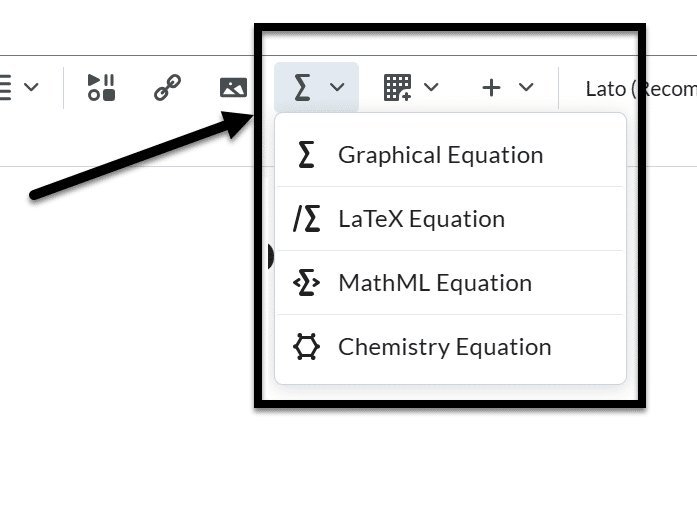 Lato (Recom
Graphical Equation
LaTeX Equation
MathML Equation
Chemistry Equation